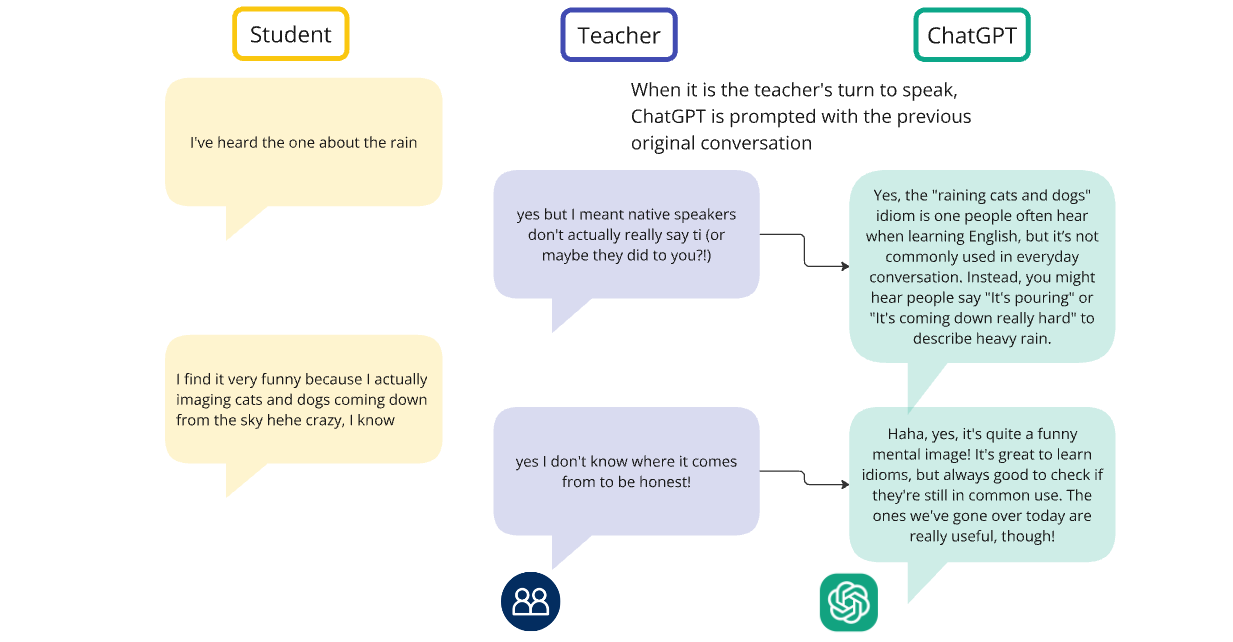 Student
Teacher
ChatGPT
When it is the teacher's turn to speak,
ChatGPT is prompted with the previous
original conversation
I've heard the one about the rain
yes but I meant native speakers
don't actually really say ti (or
maybe they did to you?!)
Yes, the "raining cats and dogs"
idiom is one people often hear
when learning English, but it’s not
commonly used in everyday
conversation. Instead, you might
hear people say "It's pouring" or
"It's coming down really hard" to
describe heavy rain.
I find it very funny because I actually
imaging cats and dogs coming down
from the sky hehe crazy, I know
yes I don't know where it comes
from to be honest!
Haha, yes, it's quite a funny
mental image! It's great to learn
idioms, but always good to check if
they're still in common use. The
ones we've gone over today are
really useful, though!